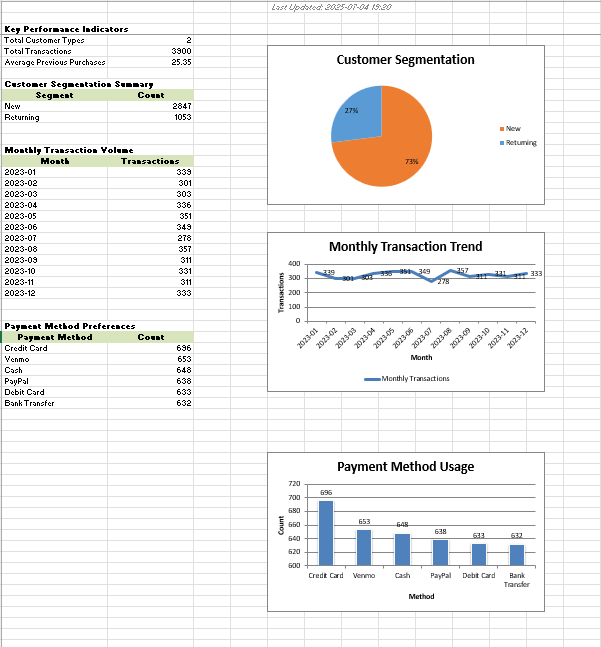 Last Updated: 2025-07-04 19:20
Key Performance Indicators
Total Customer Types 2
Total Transactions 3900
Average Previous Purchases 25.35
Customer Segmentation Summary
Segment Count
New 2847
Returning 1053
Monthly Transaction Volume
Month Transactions
2023-01 339
2023-02 301
2023-03 303
2023-04 336
2023-05 351
2023-06 349
2023-07 278
2023-08 357
2023-09 311
2023-10 331
2023-11 311
2023-12 333
Payment Method Preferences
Payment Method Count
Credit Card 696
Venmo 653
Cash 648
PayPal 638
Debit Card 633
Bank Transfer 632
Customer Segmentation
27%
73%
New
Returning
Monthly Transaction Trend
Transactions
400
300
200
100
0
339 301 303 336 351 349 278 357 311 331 311 333
2023-01 2023-02 2023-03 2023-04 2023-05 2023-06 2023-07 2023-08 2023-09 2023-10 2023-11 2023-12
Month
Monthly Transactions
Payment Method Usage
Count
720
700
680
660
640
620
600
696 653 648 638 633 632
Credit Card Venmo Cash PayPal Debit Card Bank Transfer
Method